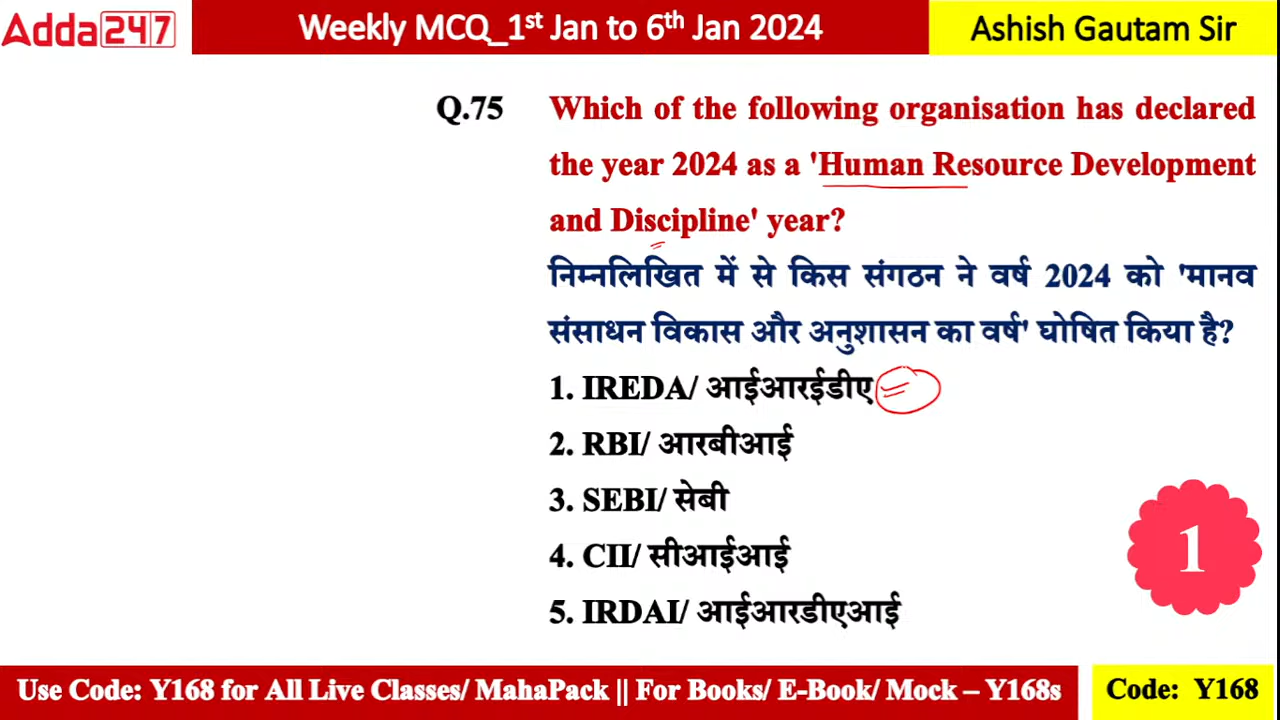 Adda247
Weekly MCQ_1st Jan to 6th Jan 2024
Ashish Gautam Sir
Q.75 Which of the following organisation has declared
the year 2024 as a 'Human Resource Development
and Discipline' year?
निम्नलिखित में से किस संगठन ने वर्ष 2024 को 'मानव
संसाधन विकास और अनुशासन का वर्ष' घोषित किया है?
1. IREDA/ आईआरईडीए
2. RBI/ आरबीआई
3. SEBI/ सेबी
4. CII/ सीआईआई
5. IRDAI/ आईआरडीएआई
1
Use Code: Y168 for All Live Classes/ MahaPack || For Books/ E-Book/ Mock – Y168s
Code: Y168